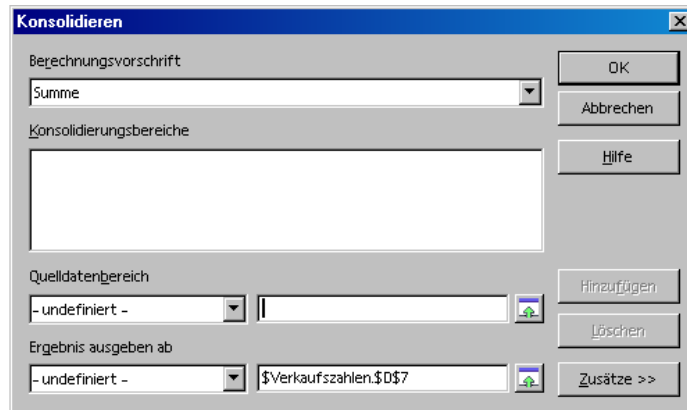 Konsolidieren
Berechnungsvorschrift
Summe
Konsolidierungsbereiche
Quelldatenbereich
- undefiniert -
Ergebnis ausgeben ab
- undefiniert -
$Verkaufszahlen.$D$7
OK
Abbrechen
Hilfe
Hinzufügen
Löschen
Zusätze >>